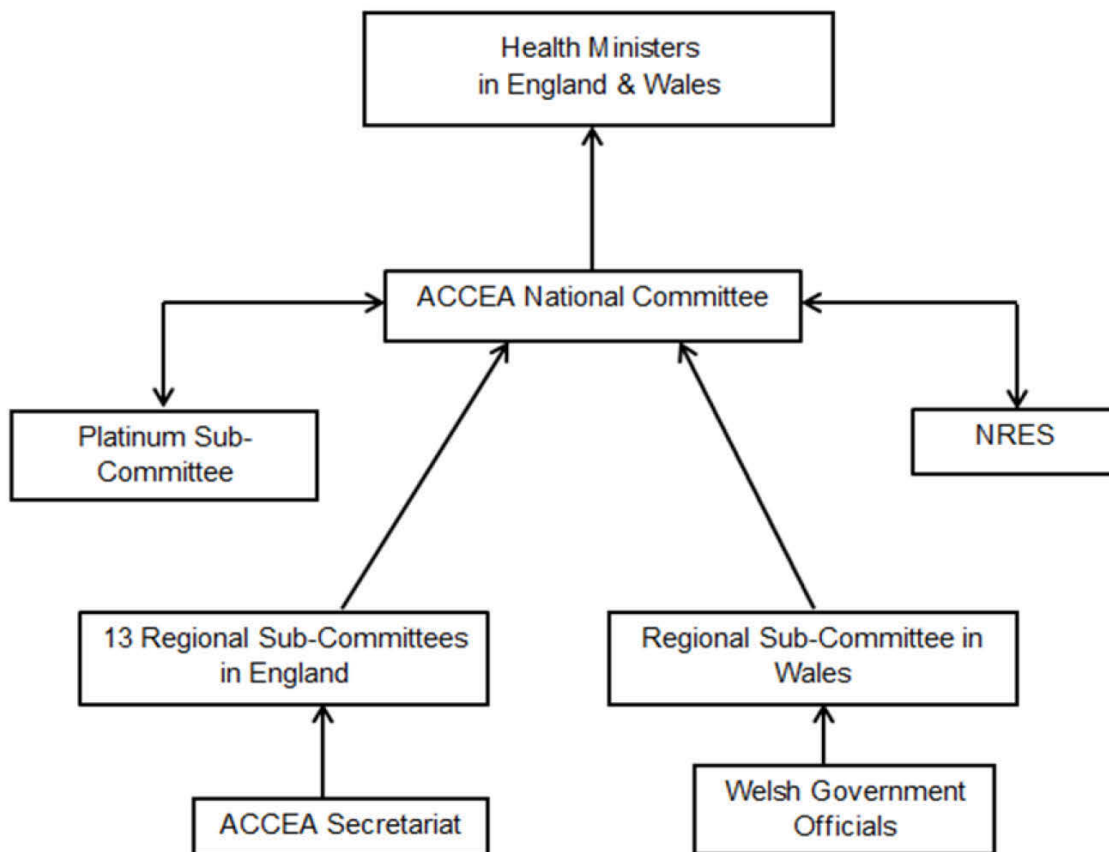 Health Ministers
in England & Wales
ACCEA National Committee
Platinum Sub-
Committee
NRES
13 Regional Sub-Committees
in England
Regional Sub-Committee in
Wales
ACCEA Secretariat
Welsh Government
Officials